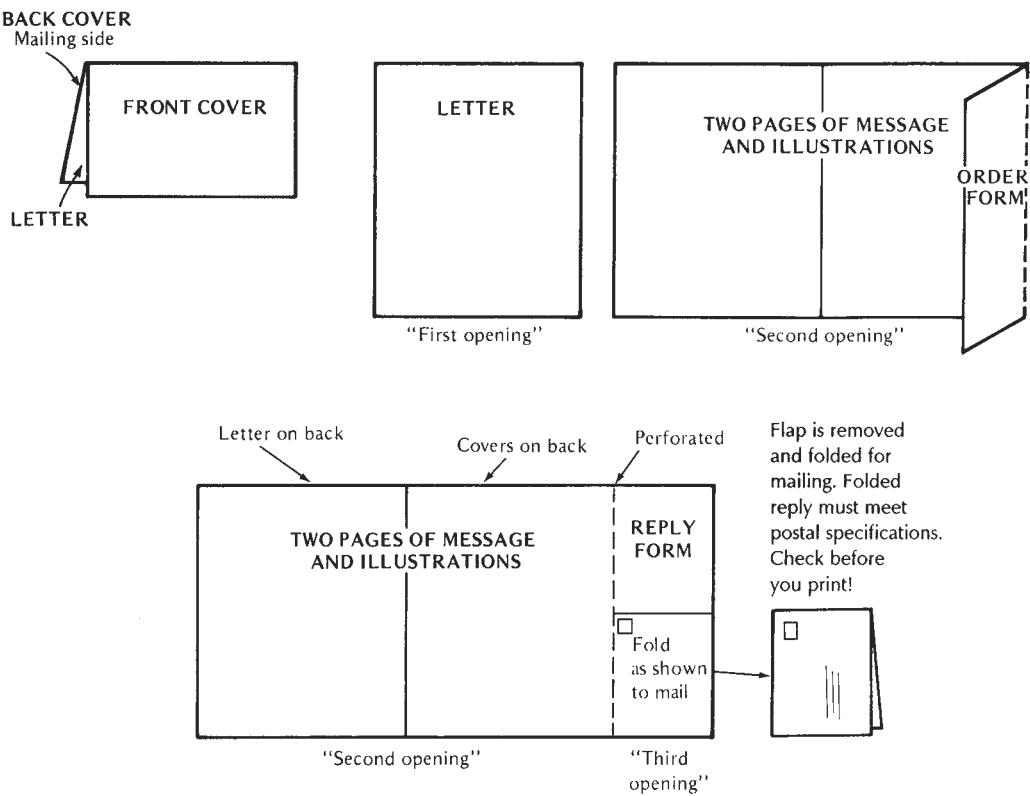 BACK COVER
Mailing side
FRONT COVER
LETTER
LETTER
"First opening"
TWO PAGES OF MESSAGE
AND ILLUSTRATIONS
ORDER
FORM
"Second opening"
Letter on back
Covers on back
Perforated
TWO PAGES OF MESSAGE
AND ILLUSTRATIONS
REPLY
FORM
Fold
as shown
to mail
"Second opening"
"Third
opening"
Flap is removed
and folded for
mailing. Folded
reply must meet
postal specifications.
Check before
you print!